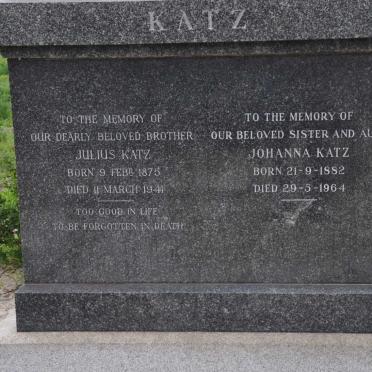 KATZ
TO THE MEMORY OF
OUR DEARLY BELOVED BROTHER
JULIUS KATZ
BORN 9 FEBR 1875
DIED 11 MARCH 1941
TOO GOOD IN LIFE
TO BE FORGOTTEN IN DEATH
TO THE MEMORY OF
OUR BELOVED SISTER AND AU
JOHANNA KATZ
BORN 21-9-1882
DIED 29-5-1964